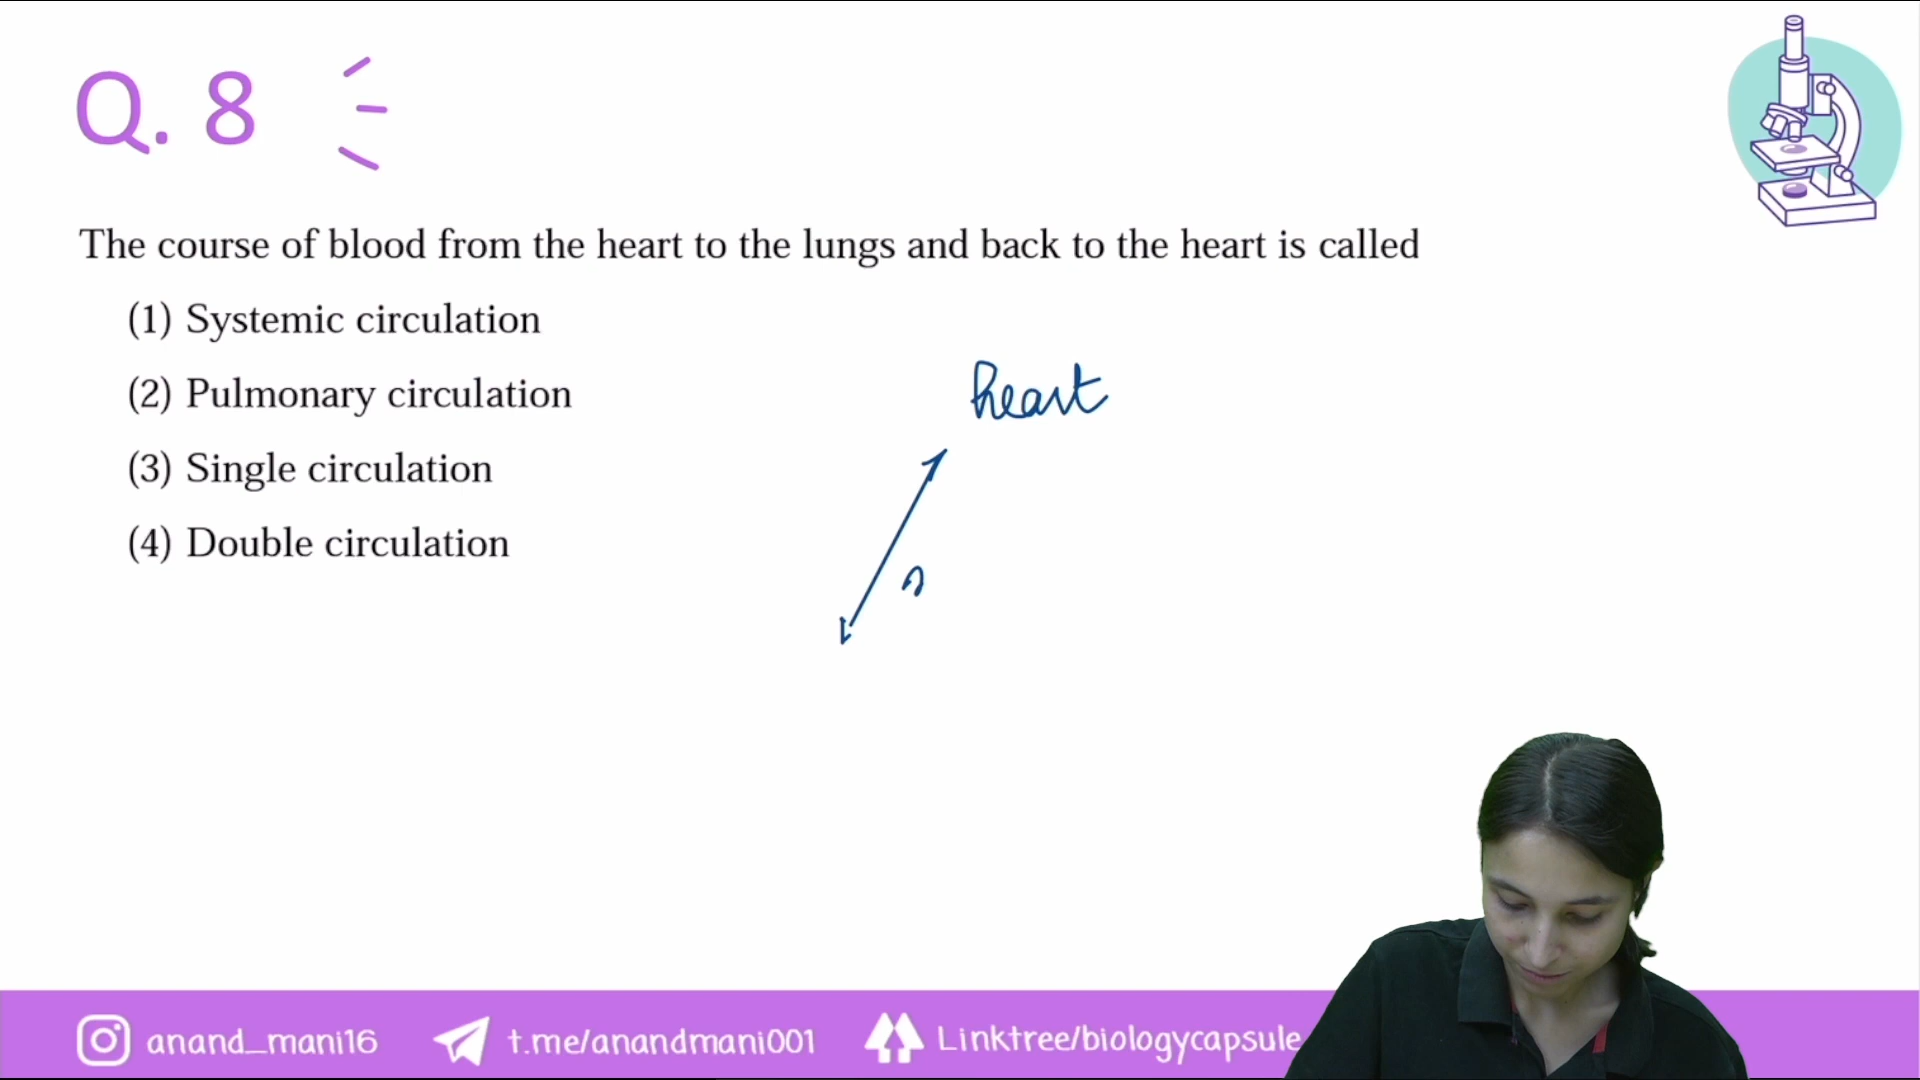 Q. 8
The course of blood from the heart to the lungs and back to the heart is called
(1) Systemic circulation
(2) Pulmonary circulation
(3) Single circulation
(4) Double circulation
heart
anand_mani16
t.me/anandmani001
Linktree/biologycapsule